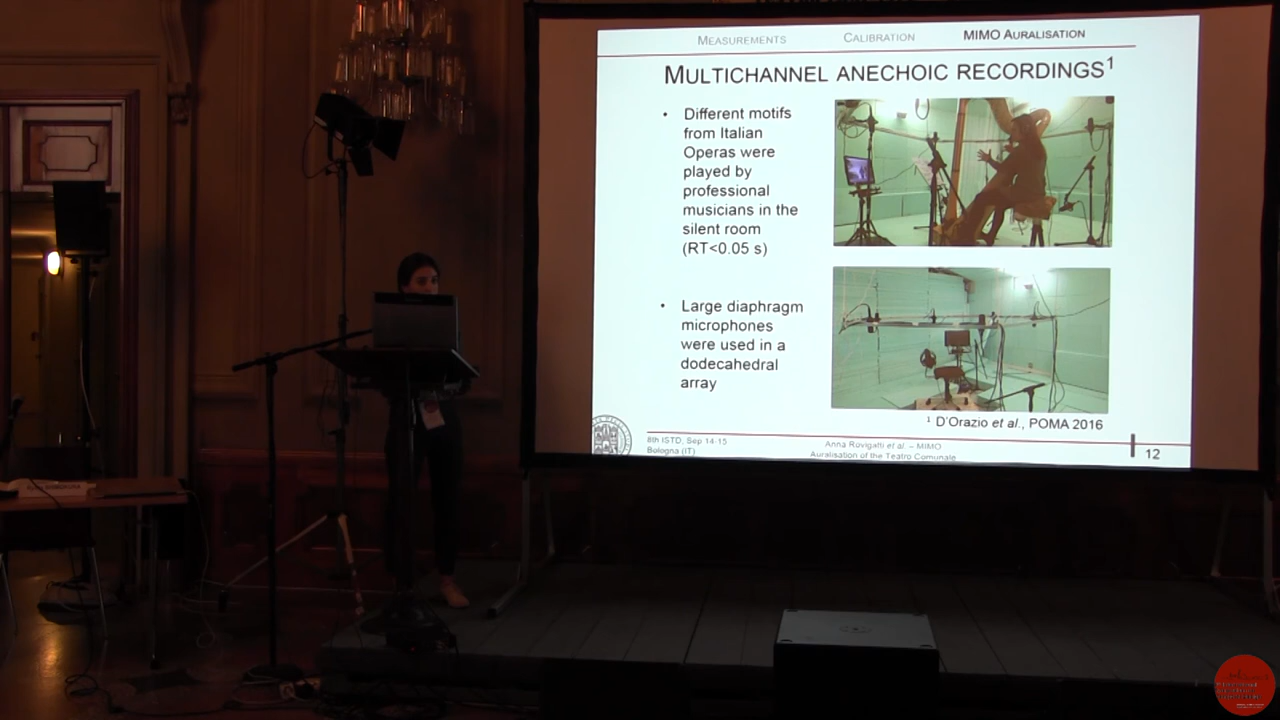 MEASUREMENTS CALIBRATION MIMO AURALISATION
MULTICHANNEL ANECHOIC RECORDINGS1
• Different motifs
from Italian
Operas were
played by
professional
musicians in the
silent room
(RT<0.05 s)
• Large diaphragm
microphones
were used in a
dodecahedral
array
1 D'Orazio et al., POMA 2016
8th ISTD, Sep 14-15
Bologna (IT)
Anna Rovigatti et al. – MIMO
Auralisation of the Teatro Comunale
12